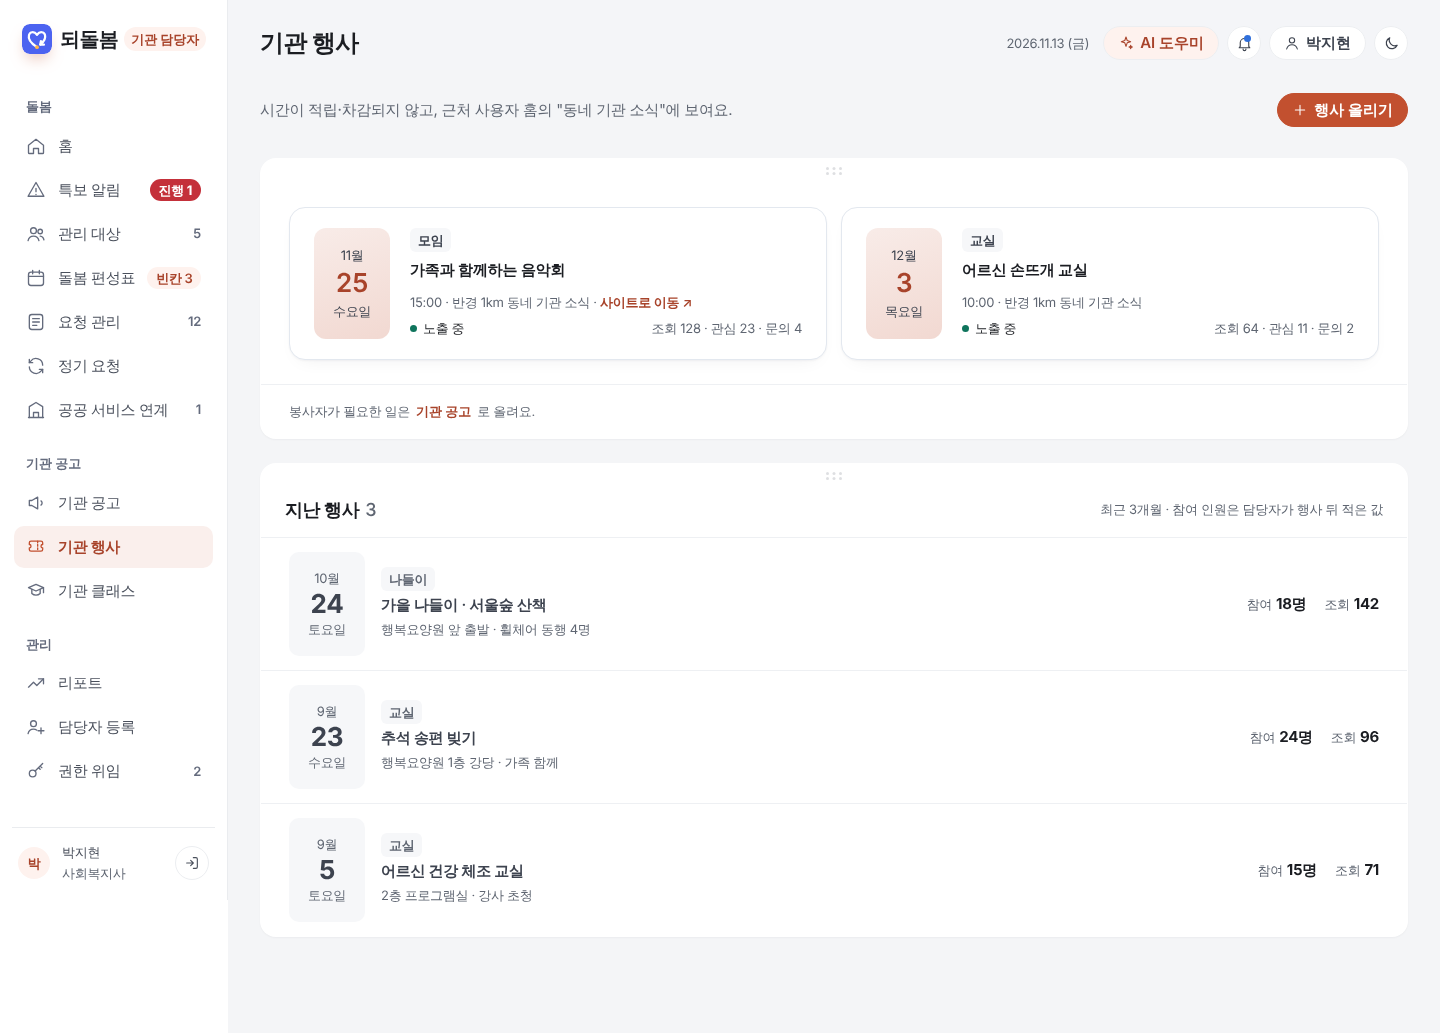 되돌봄 기관 담당자
돌봄
홈
특보 알림 진행 1
관리 대상 5
돌봄 편성표 빈칸 3
요청 관리 12
정기 요청
공공 서비스 연계 1
기관 공고
기관 공고
기관 행사
기관 클래스
관리
리포트
담당자 등록
권한 위임 2
박 박지현
사회복지사
기관 행사
2026.11.13 (금) AI 도우미 박지현
시간이 적립·차감되지 않고, 근처 사용자 홈의 "동네 기관 소식"에 보여요.
행사 올리기
11월
25
수요일
모임
가족과 함께하는 음악회
15:00 · 반경 1km 동네 기관 소식 · 사이트로 이동 ↗
노출 중 조회 128 · 관심 23 · 문의 4
12월
3
목요일
교실
어르신 손뜨개 교실
10:00 · 반경 1km 동네 기관 소식
노출 중 조회 64 · 관심 11 · 문의 2
봉사자가 필요한 일은 기관 공고 로 올려요.
지난 행사 3
최근 3개월 · 참여 인원은 담당자가 행사 뒤 적은 값
10월
24
토요일
나들이
가을 나들이 · 서울숲 산책
행복요양원 앞 출발 · 휠체어 동행 4명
참여 18명 조회 142
9월
23
수요일
교실
추석 송편 빚기
행복요양원 1층 강당 · 가족 함께
참여 24명 조회 96
9월
5
토요일
교실
어르신 건강 체조 교실
2층 프로그램실 · 강사 초청
참여 15명 조회 71